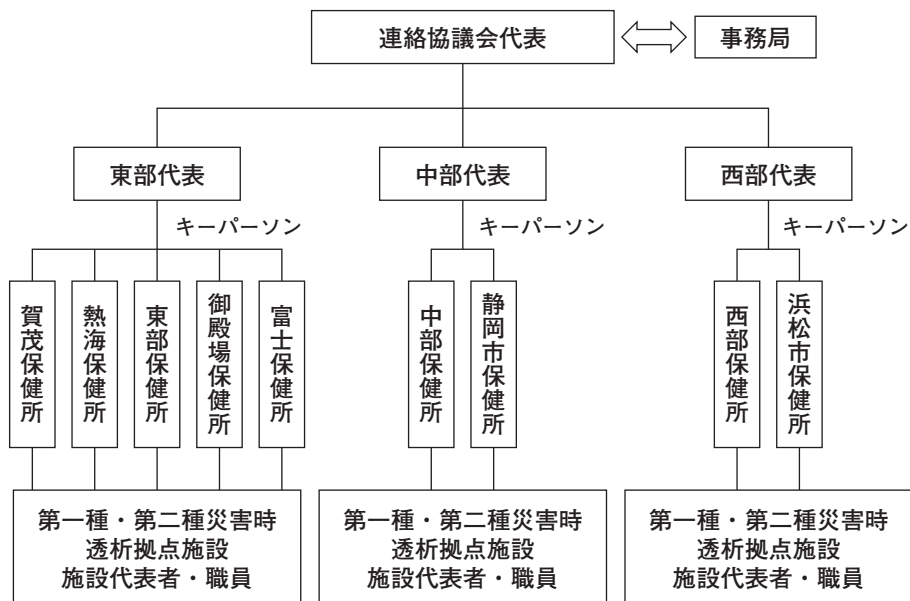 連絡協議会代表
事務局
東部代表
中部代表
西部代表
キーパーソン
キーパーソン
キーパーソン
賀茂保健所
熱海保健所
東部保健所
御殿場保健所
富士保健所
中部保健所
静岡市保健所
西部保健所
浜松市保健所
第一種・第二種災害時
透析拠点施設
施設代表者・職員
第一種・第二種災害時
透析拠点施設
施設代表者・職員
第一種・第二種災害時
透析拠点施設
施設代表者・職員